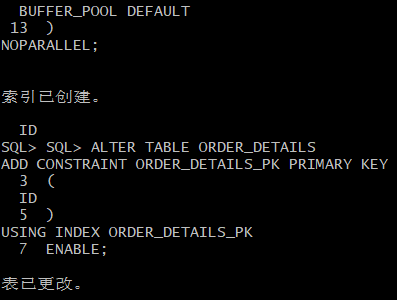 BUFFER_POOL DEFAULT
13 )
NOPARALLEL;
索引已创建。
ID
SQL> SQL> ALTER TABLE ORDER_DETAILS
ADD CONSTRAINT ORDER_DETAILS_PK PRIMARY KEY
3 (
ID
5 )
USING INDEX ORDER_DETAILS_PK
7 ENABLE;
表已更改。